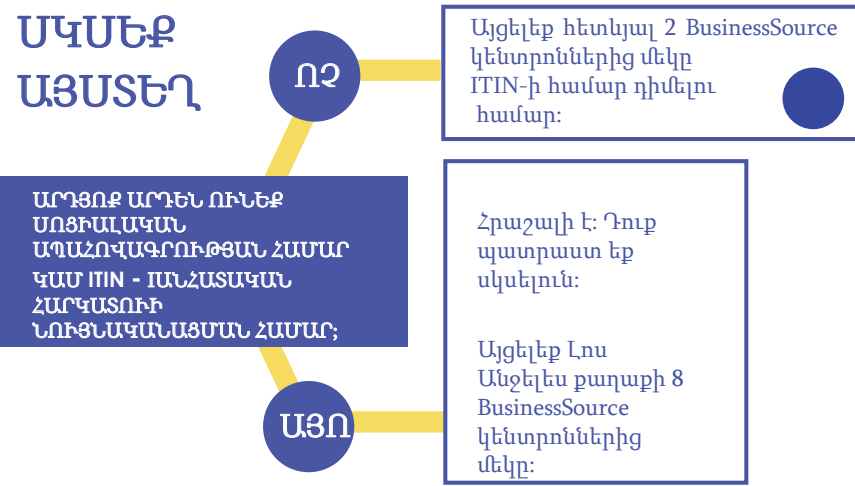 ՍԿՍԵՔ
ԱՅՍՏԵՂ
ՈՉ
Այցելեք հետևյալ 2 BusinessSource
կենտրոններից մեկը
ITIN-ի համար դիմելու
համար։
ԱՐԴՅՈՔ ԱՐԴԵՆ ՈՒՆԵՔ
ՍՈՑԻԱԼԱԿԱՆ
ԱՊԱՀՈՎԱԳՐՈՒԹՅԱՆ ՀԱՄԱՐ
ԿԱՄ ITIN - IԱՆՀԱՏԱԿԱՆ
ՀԱՐԿԱՏՈՒԻ
ՆՈՒՅՆԱԿԱՆԱՑՄԱՆ ՀԱՄԱՐ;
ԱՅՈ
Հրաշալի է։ Դուք
պատրաստ եք
սկսելուն։
Այցելեք Լոս
Անջելես քաղաքի 8
BusinessSource
կենտրոններից
մեկը։